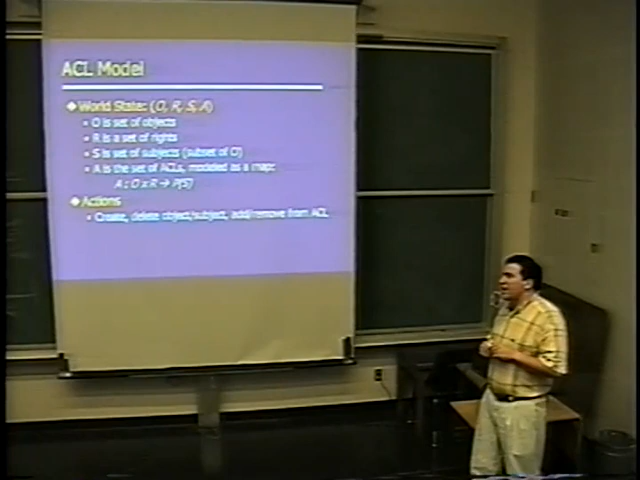 ACL Model
World State: (O, R, S, A)
O is set of objects
R is a set of rights
S is set of subjects (subset of O)
A is the set of ACLs, modeled as a map:
A : O x R → P(S)
Actions
Create, delete object/subject, add/remove from ACL